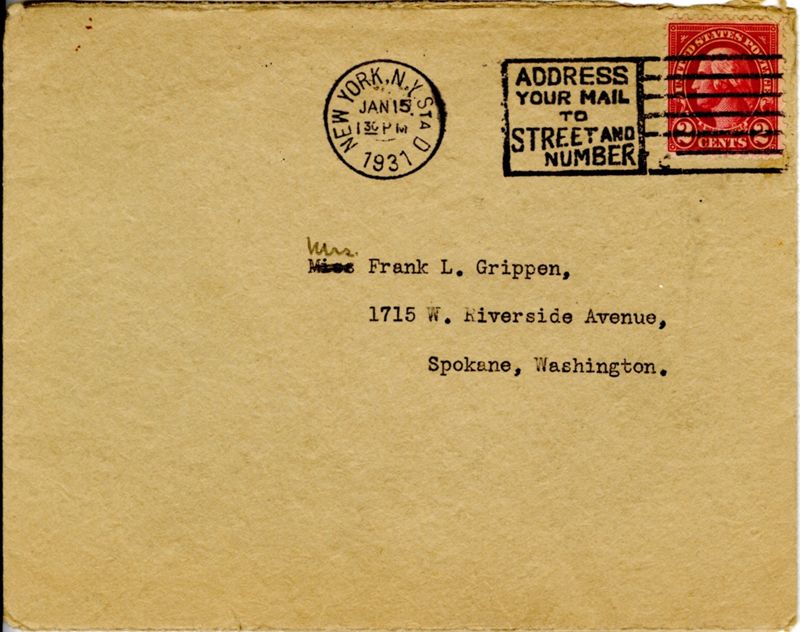 NEW YORK, N.Y. STA D
JAN 15
1 30 PM
1931
ADDRESS
YOUR MAIL
TO
STREET AND
NUMBER
UNITED STATES POSTAGE
2 2
CENTS
Mrs.
Miss Frank L. Grippen,
1715 W. Riverside Avenue,
Spokane, Washington.